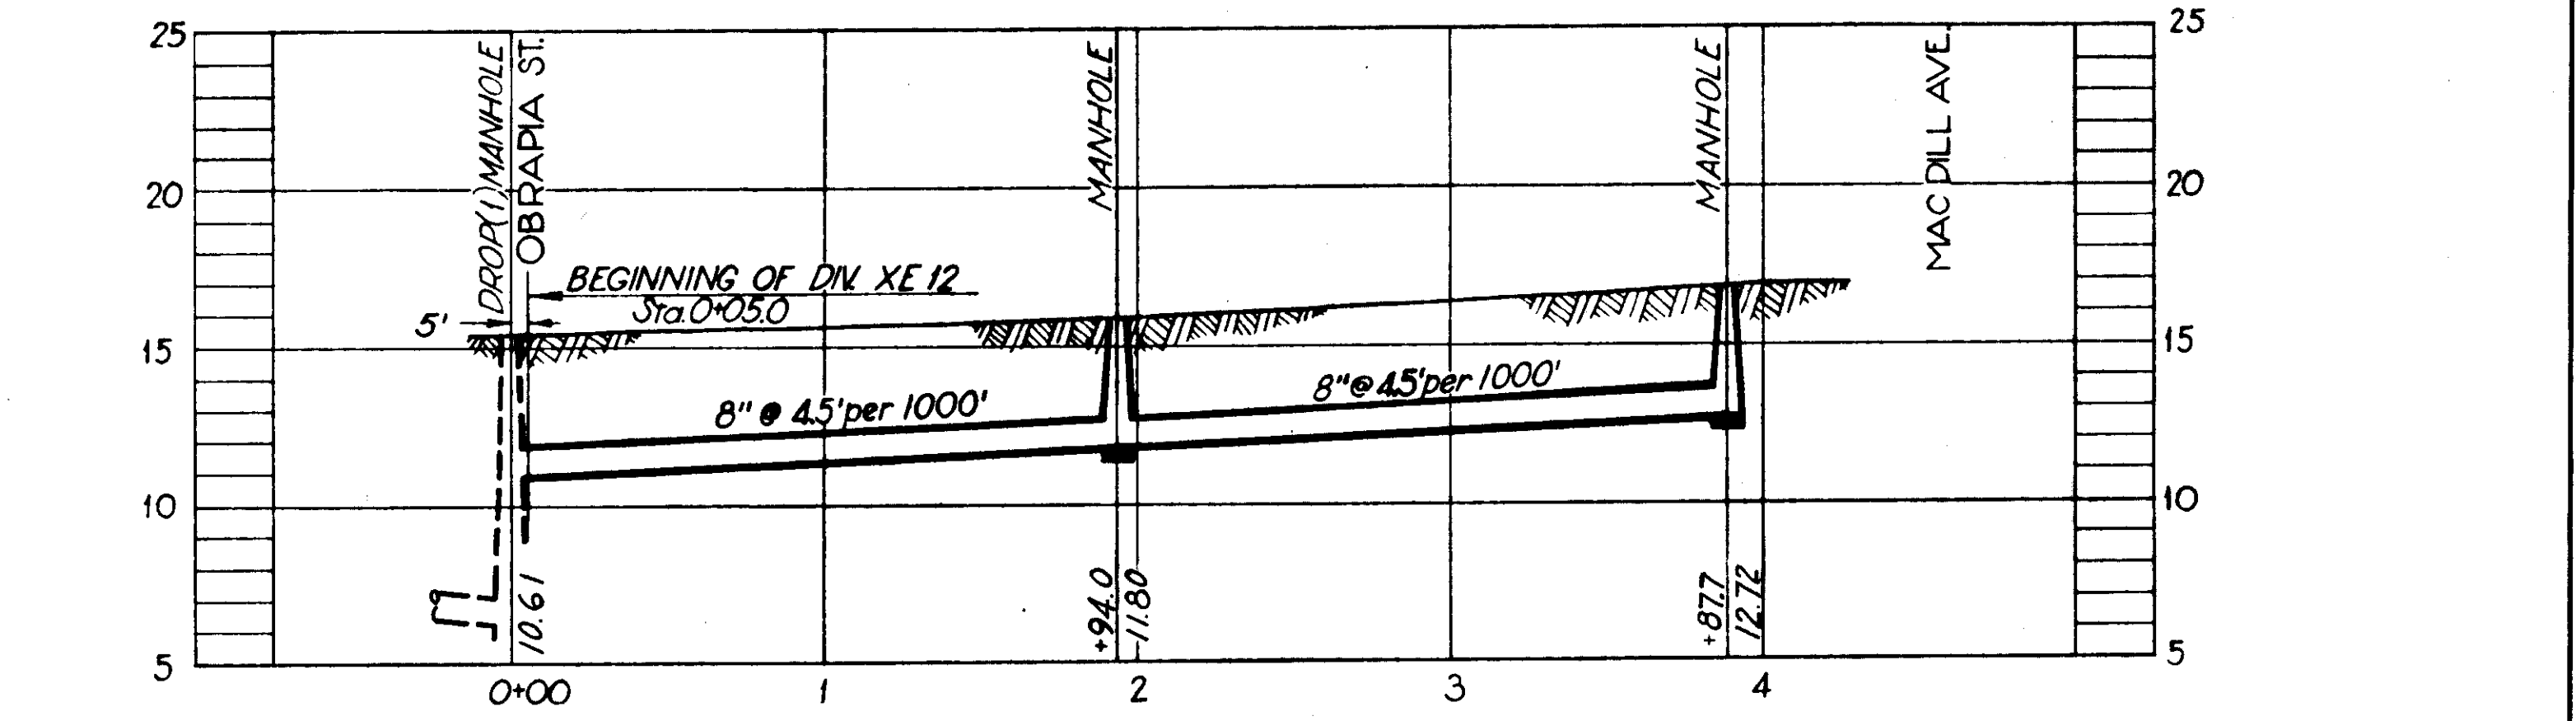 25
25
DROP(1)MANHOLE
OBRAPIA ST.
MANHOLE
MANHOLE
MAC DILL AVE.
20
20
BEGINNING OF DIV. XE 12
Sta.0+05.0
5'
15
15
8" @ 4.5'per 1000'
8" @ 4.5'per 1000'
10
10
10.61
+94.0
11.80
+87.7
12.72
5
5
0+00
1
2
3
4